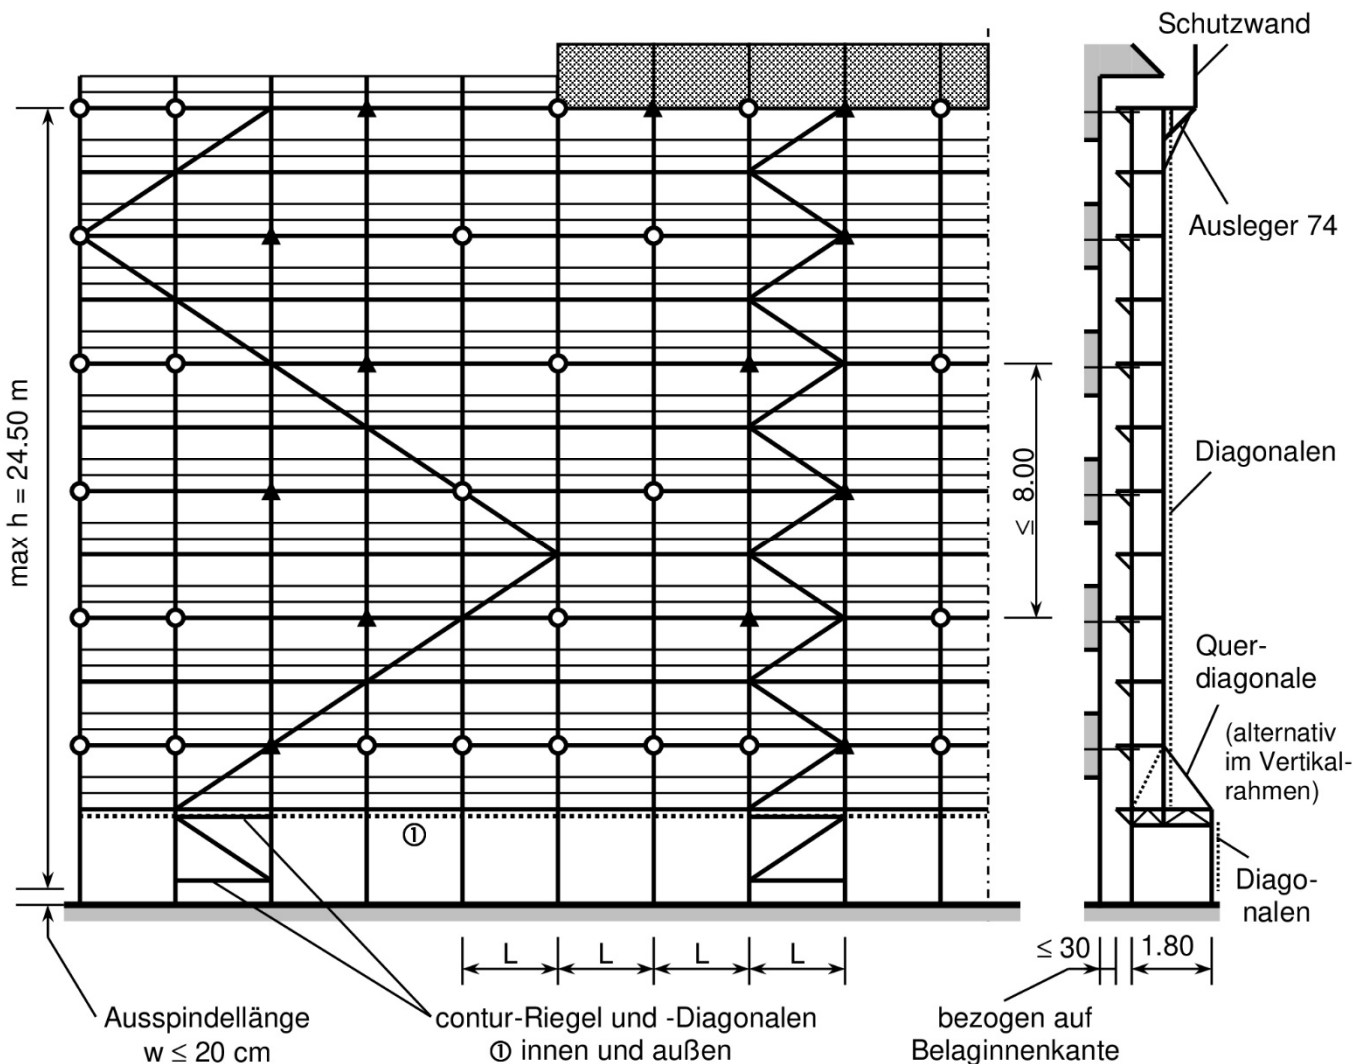 Schutzwand
Ausleger 74
max h = 24.50 m
Diagonalen
≤ 8.00
Quer-
diagonale
(alternativ
im Vertikal-
rahmen)
①
Diago-
nalen
L L L L
≤ 30
1.80
Ausspindellänge
w ≤ 20 cm
contur-Riegel und -Diagonalen
① innen und außen
bezogen auf
Belaginnenkante